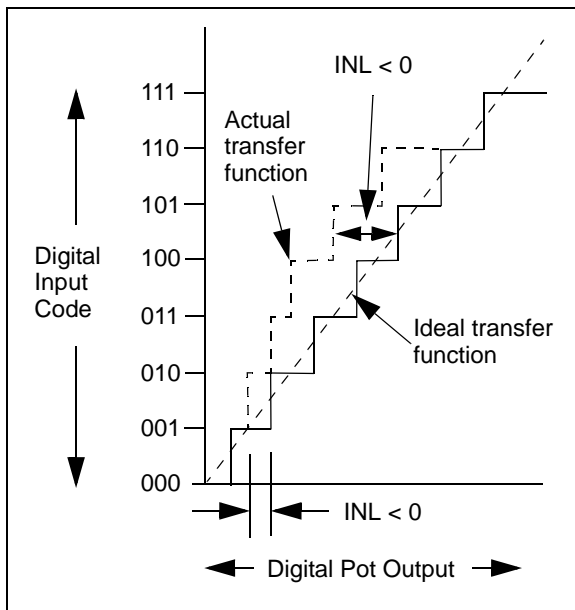 INL < 0
111
Actual
transfer
function
110
101
Digital
Input
Code
100
011
Ideal transfer
function
010
001
000
INL < 0
Digital Pot Output